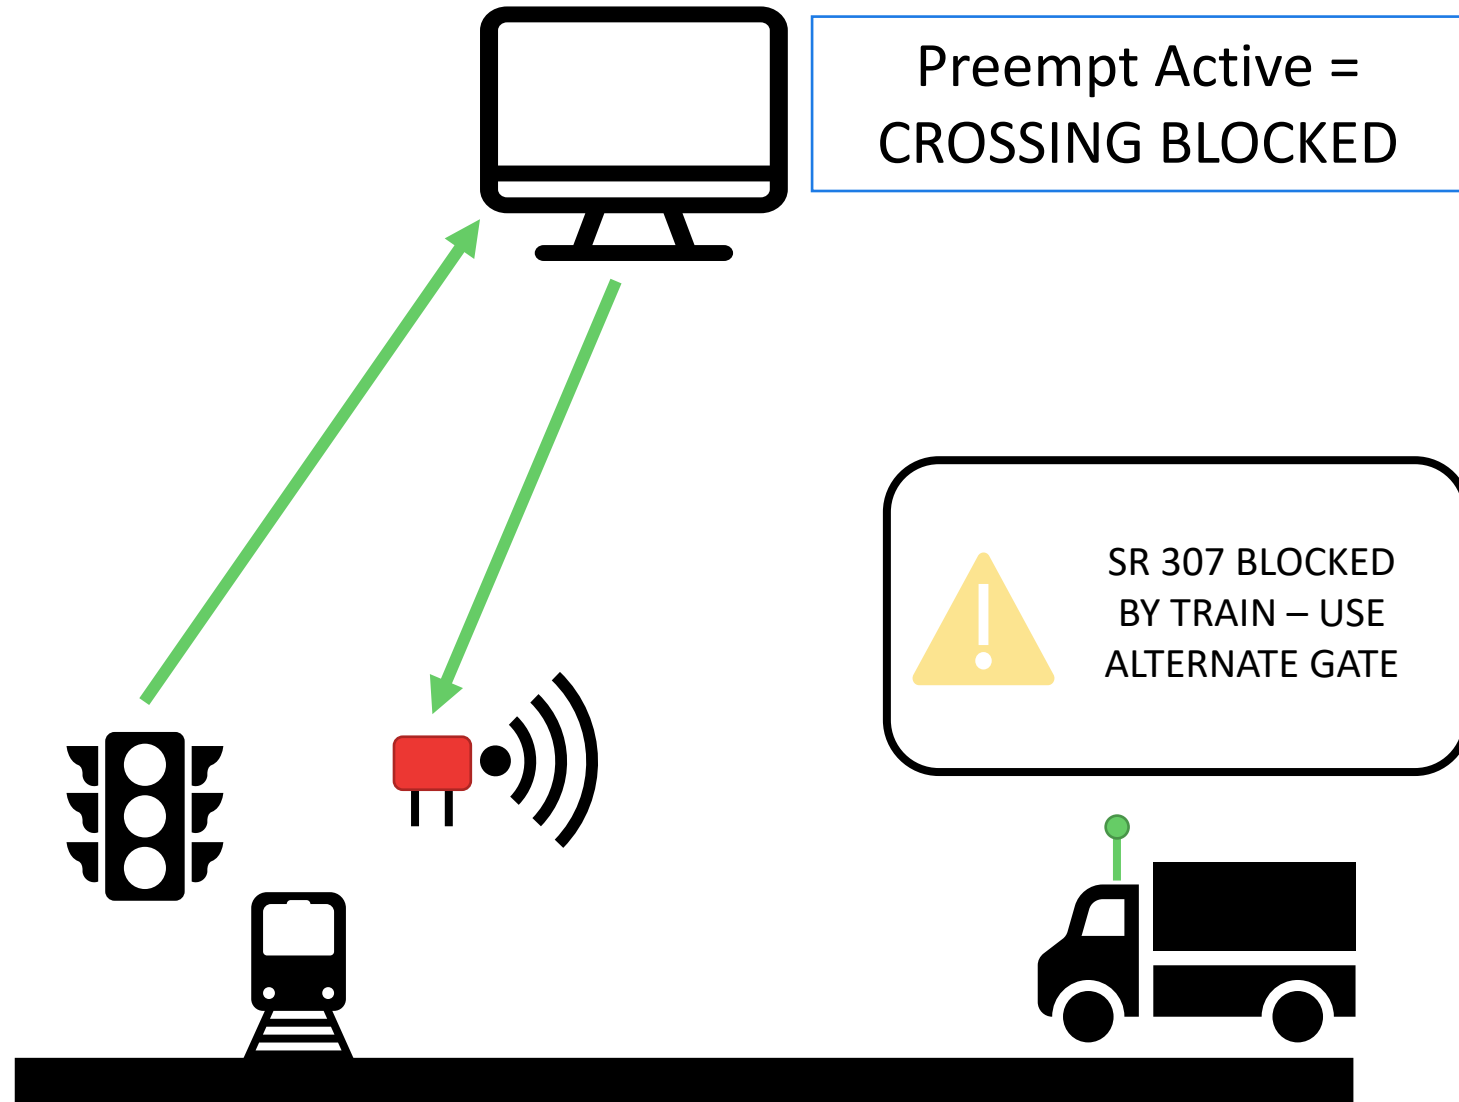 Preempt Active =
CROSSING BLOCKED
SR 307 BLOCKED
BY TRAIN – USE
ALTERNATE GATE